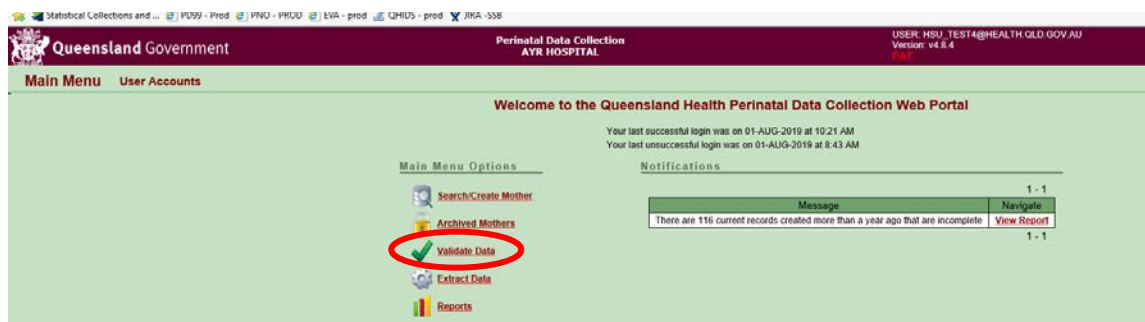 Statistical Collections and ... PD99 - Prod PNO - PROD EVA - prod QHIDS - prod JIRA -SSB
Queensland Government
Perinatal Data Collection
AYR HOSPITAL
USER: HSU_TEST4@HEALTH.QLD.GOV.AU
Version: v4.8.4
PAT
Main Menu User Accounts
Welcome to the Queensland Health Perinatal Data Collection Web Portal
Your last successful login was on 01-AUG-2019 at 10:21 AM
Your last unsuccessful login was on 01-AUG-2019 at 8:43 AM
Main Menu Options
Search/Create Mother
Archived Mothers
Validate Data
Extract Data
Reports
Notifications
1 - 1
Message Navigate
There are 116 current records created more than a year ago that are incomplete View Report
1 - 1